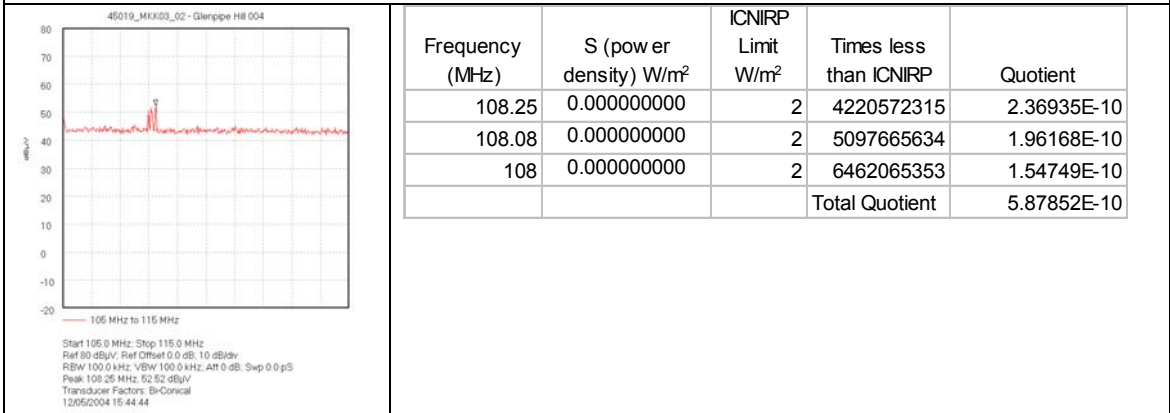 45019_MKK03_02 - Glenpipe Hill 004
80
70
60
50
40
30
20
10
0
-10
-20
dBµV
105 MHz to 115 MHz
Start 105.0 MHz; Stop 115.0 MHz
Ref 80 dBµV; Ref Offset 0.0 dB; 10 dB/div
RBW 100.0 kHz; VBW 100.0 kHz; Att 0 dB; Swp 0.0 pS
Peak 108.25 MHz, 52.52 dBµV
Transducer Factors: Bi-Conical
12/05/2004 15:44:44
Frequency (MHz) S (pow er density) W/m² ICNIRP Limit W/m² Times less than ICNIRP Quotient
108.25 0.000000000 2 4220572315 2.36935E-10
108.08 0.000000000 2 5097665634 1.96168E-10
108 0.000000000 2 6462065353 1.54749E-10
Total Quotient 5.87852E-10